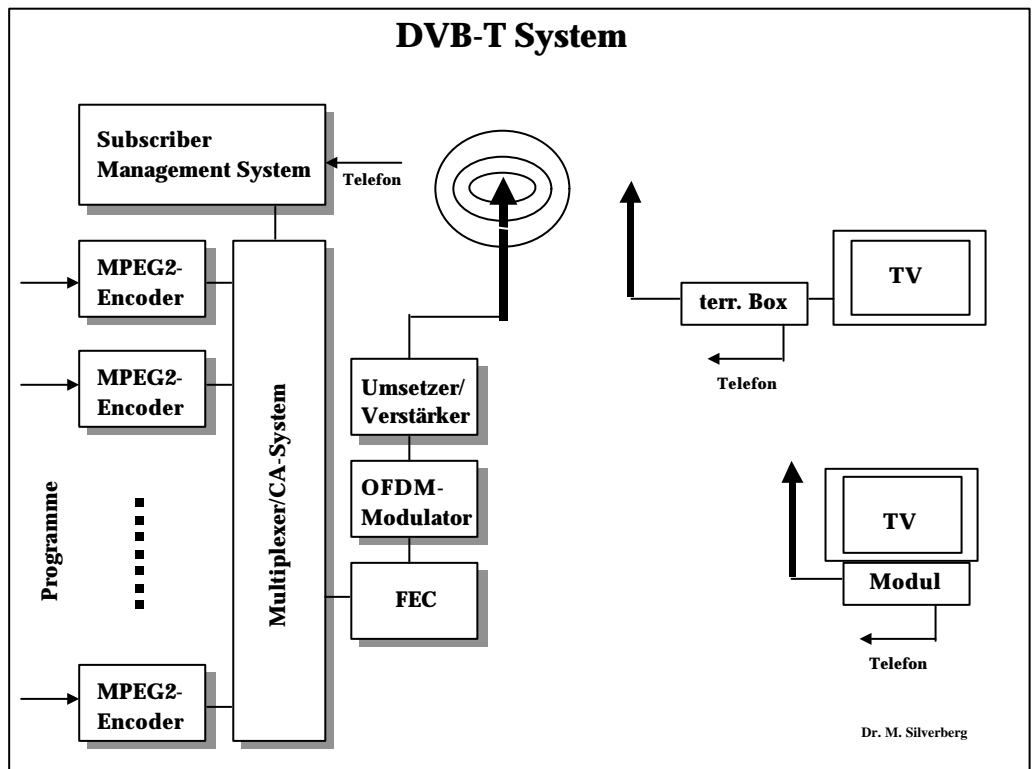 DVB-T System
Subscriber
Management System
Telefon
MPEG2-
Encoder
MPEG2-
Encoder
Programme
MPEG2-
Encoder
Multiplexer/CA-System
Umsetzer/
Verstärker
OFDM-
Modulator
FEC
terr. Box
TV
Telefon
TV
Modul
Telefon
Dr. M. Silverberg